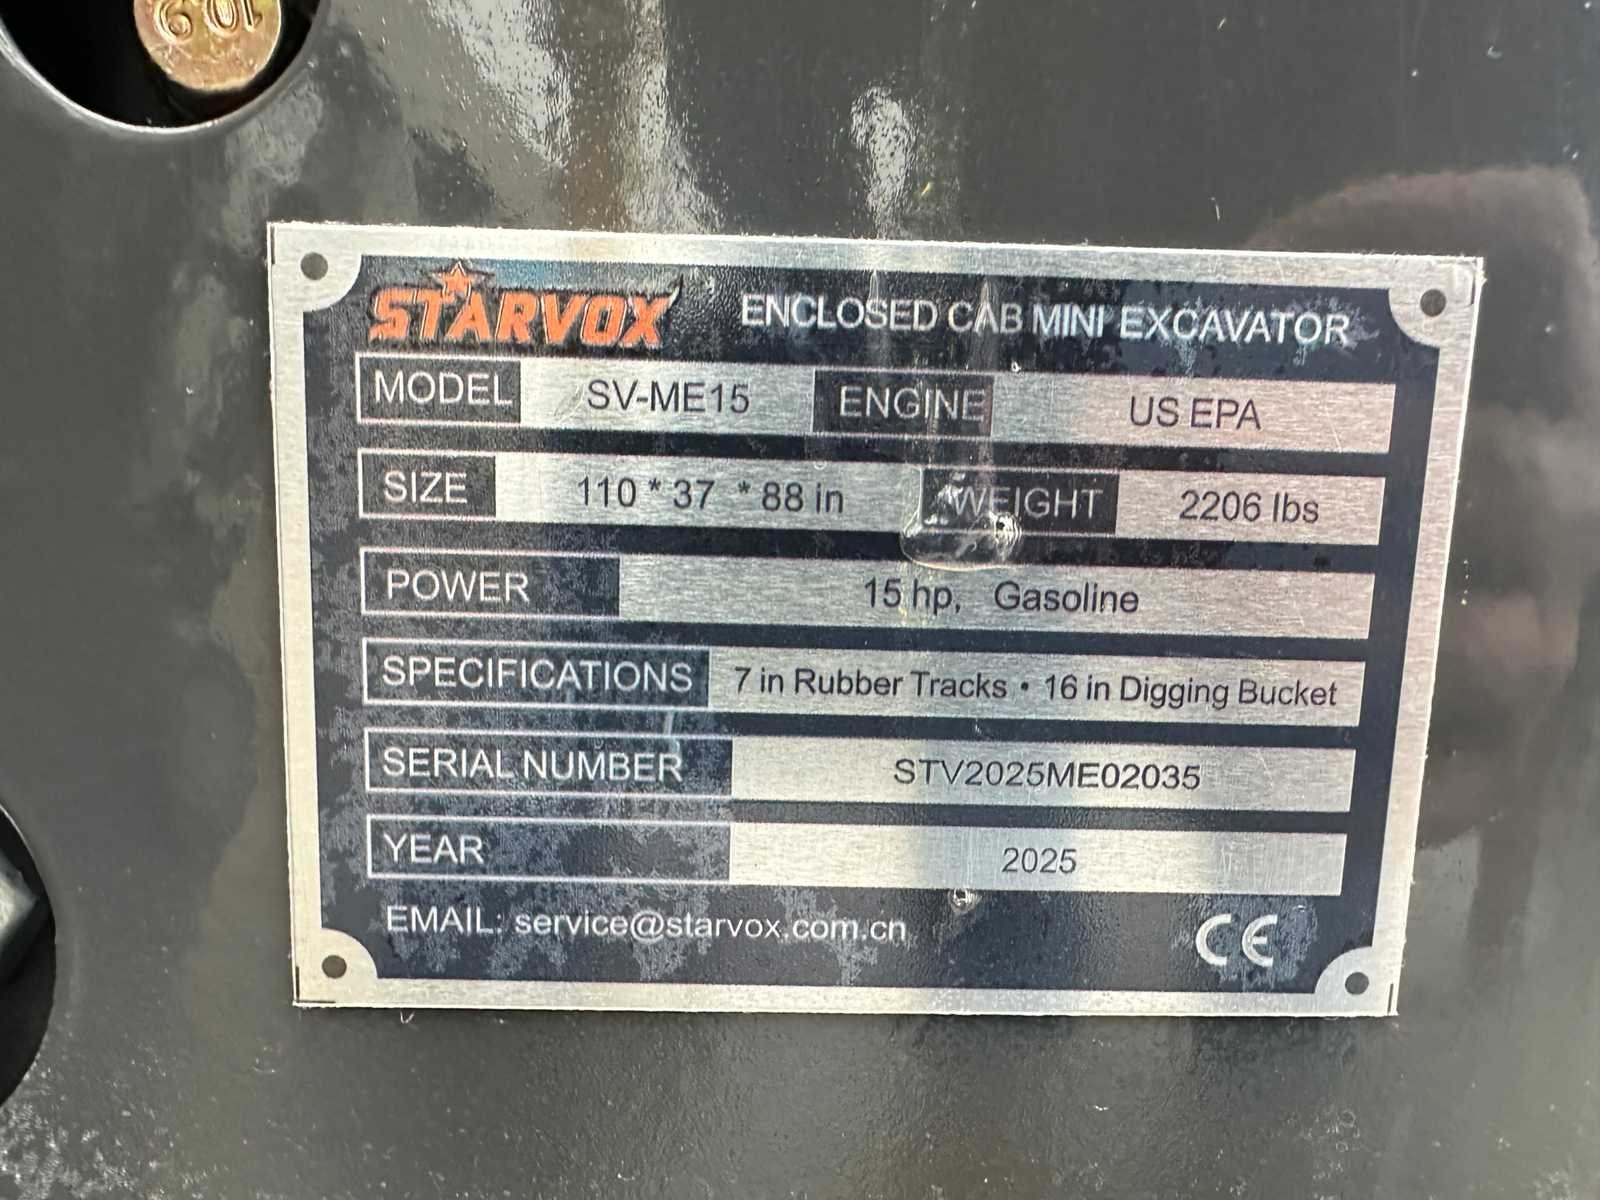 10.9
STARVOX ENCLOSED CAB MINI EXCAVATOR
MODEL SV-ME15 ENGINE US EPA
SIZE 110 * 37 * 88 in WEIGHT 2206 lbs
POWER 15 hp, Gasoline
SPECIFICATIONS 7 in Rubber Tracks • 16 in Digging Bucket
SERIAL NUMBER STV2025ME02035
YEAR 2025
EMAIL: service@starvox.com.cn CE